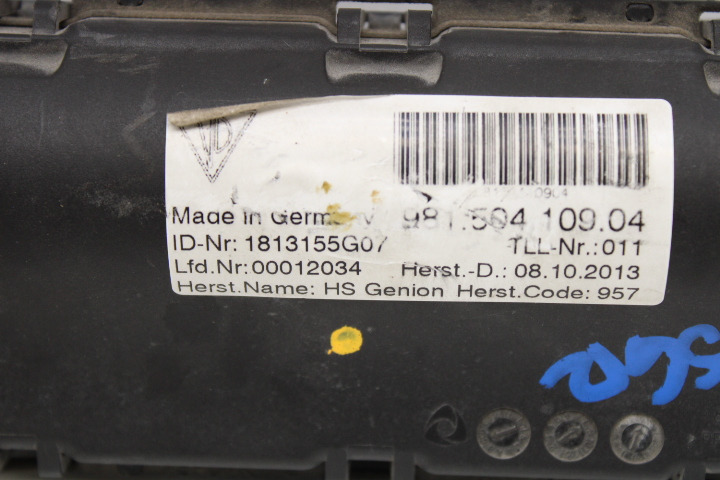 Made in Germany 981.504.109.04
ID-Nr: 1813155G07 TLL-Nr.:011
Lfd.Nr:00012034 Herst.-D.: 08.10.2013
Herst.Name: HS Genion Herst.Code: 957